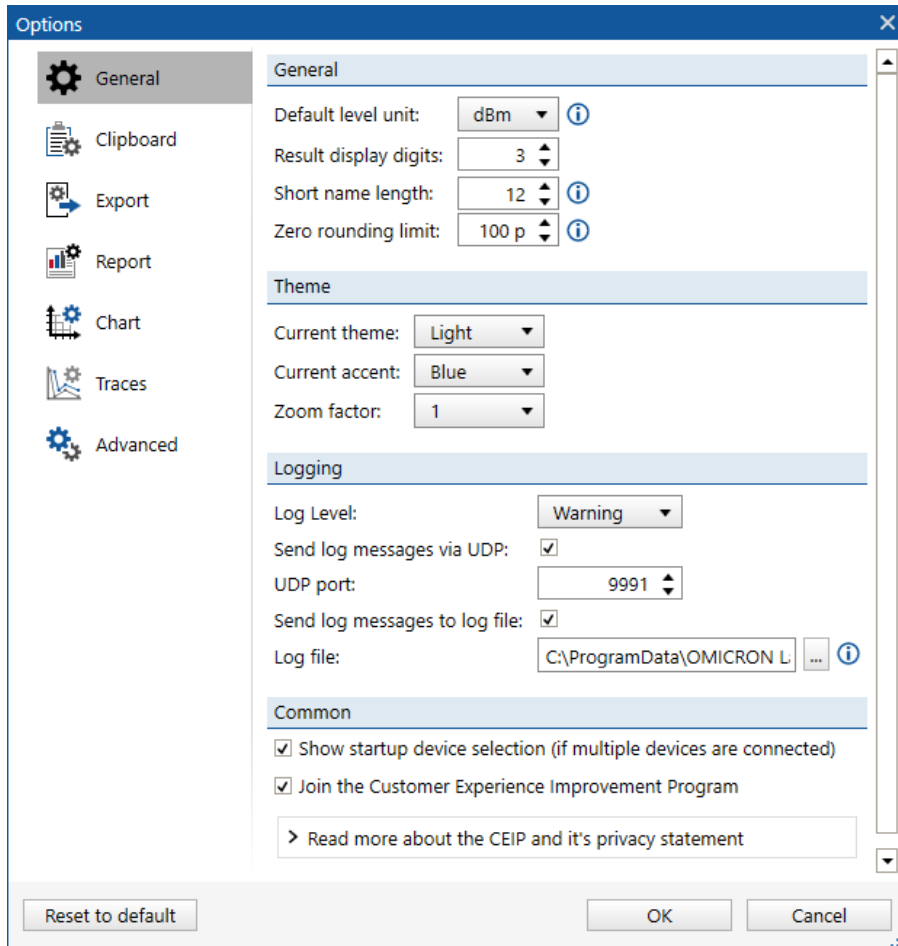 Options
General
Clipboard
Export
Report
Chart
Traces
Advanced
General
Default level unit: dBm
Result display digits: 3
Short name length: 12
Zero rounding limit: 100 p
Theme
Current theme: Light
Current accent: Blue
Zoom factor: 1
Logging
Log Level: Warning
Send log messages via UDP:
UDP port: 9991
Send log messages to log file:
Log file: C:\ProgramData\OMICRON L ...
Common
Show startup device selection (if multiple devices are connected)
Join the Customer Experience Improvement Program
Read more about the CEIP and it's privacy statement
Reset to default OK Cancel